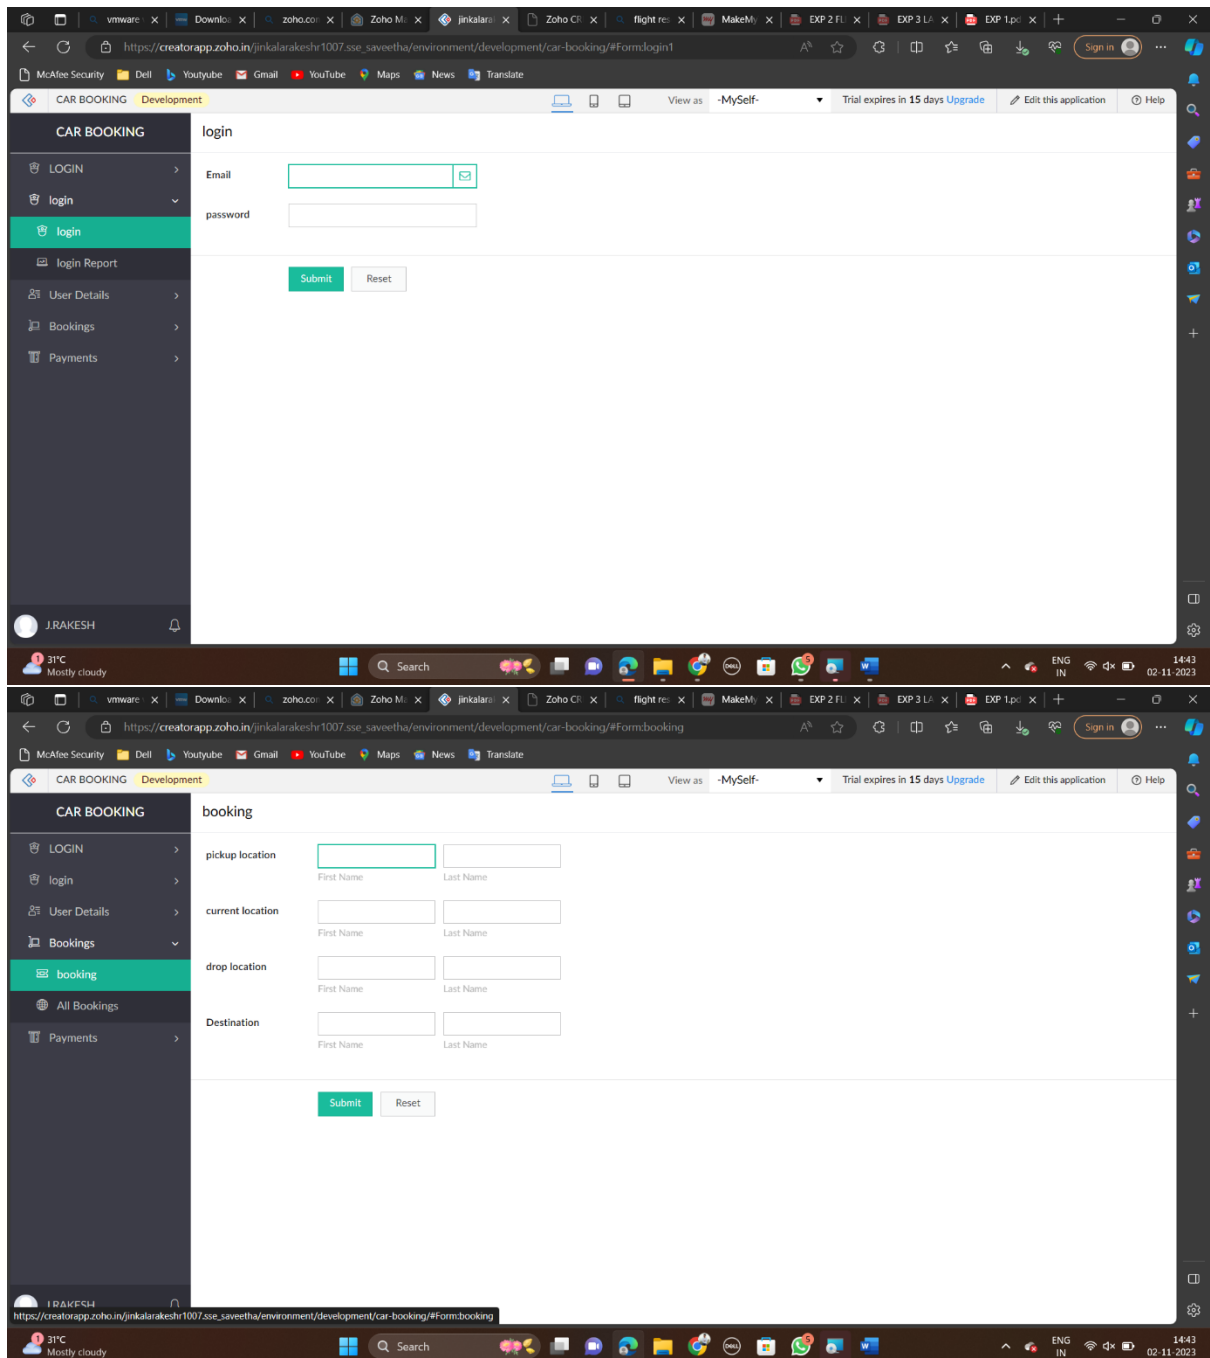 vmware Downloa zoho.con Zoho Ma jinkalarak Zoho CR flight res MakeMy EXP 2 FLI EXP 3 LA EXP 1.pd
https://creatorapp.zoho.in/jinkalarakeshr1007.sse_saveetha/environment/development/car-booking/#Form:login1 Sign in
McAfee Security Dell Youtyube Gmail YouTube Maps News Translate
CAR BOOKING Development View as -MySelf- Trial expires in 15 days Upgrade Edit this application Help
CAR BOOKING login
LOGIN
Email
login
password
login
login Report
Submit Reset
User Details
Bookings
Payments
J.RAKESH
1 31°C
Mostly cloudy
Search
ENG
IN
14:43
02-11-2023
vmware Downloa zoho.con Zoho Ma jinkalarak Zoho CR flight res MakeMy EXP 2 FLI EXP 3 LA EXP 1.pd
https://creatorapp.zoho.in/jinkalarakeshr1007.sse_saveetha/environment/development/car-booking/#Form:booking Sign in
McAfee Security Dell Youtyube Gmail YouTube Maps News Translate
CAR BOOKING Development View as -MySelf- Trial expires in 15 days Upgrade Edit this application Help
CAR BOOKING booking
LOGIN
login
User Details
Bookings
booking
All Bookings
Payments
pickup location
First Name Last Name
current location
First Name Last Name
drop location
First Name Last Name
Destination
First Name Last Name
Submit Reset
J.RAKESH
https://creatorapp.zoho.in/jinkalarakeshr1007.sse_saveetha/environment/development/car-booking/#Form:booking
1 31°C
Mostly cloudy
Search
ENG
IN
14:43
02-11-2023